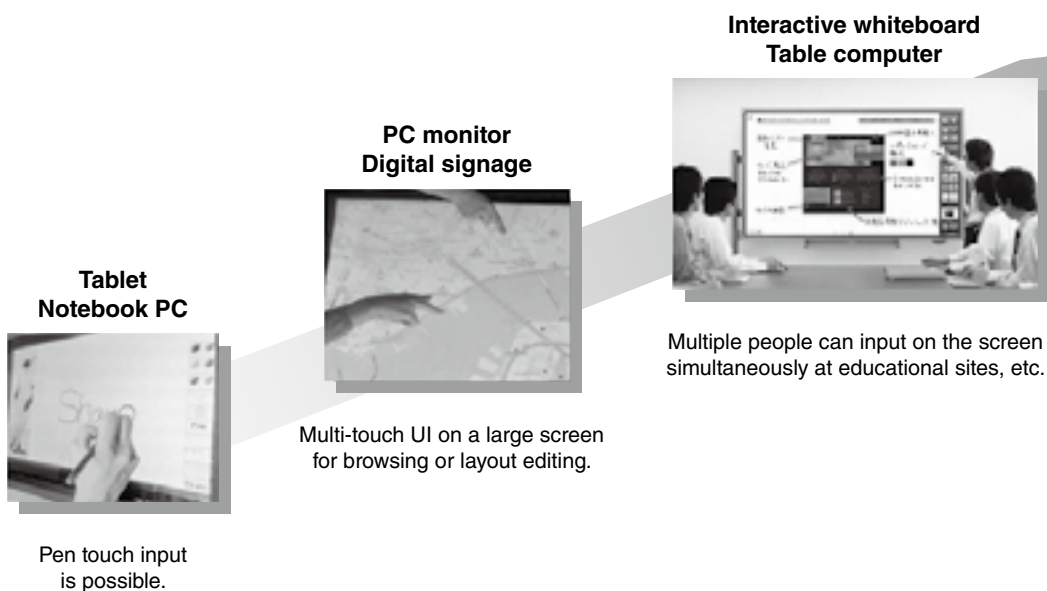 Interactive whiteboard
Table computer
PC monitor
Digital signage
Tablet
Notebook PC
Multiple people can input on the screen
simultaneously at educational sites, etc.
Multi-touch UI on a large screen
for browsing or layout editing.
Pen touch input
is possible.